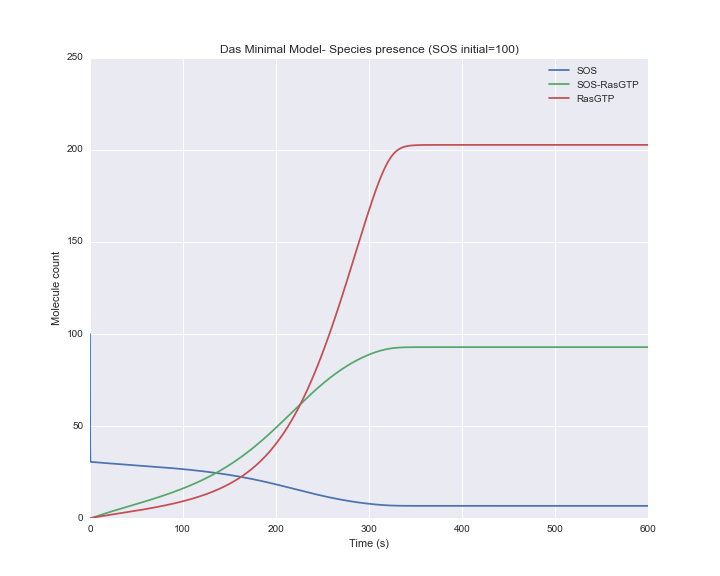 Das Minimal Model- Species presence (SOS initial=100)
250
200
150
100
50
0
Molecule count
SOS
SOS-RasGTP
RasGTP
0 100 200 300 400 500 600
Time (s)